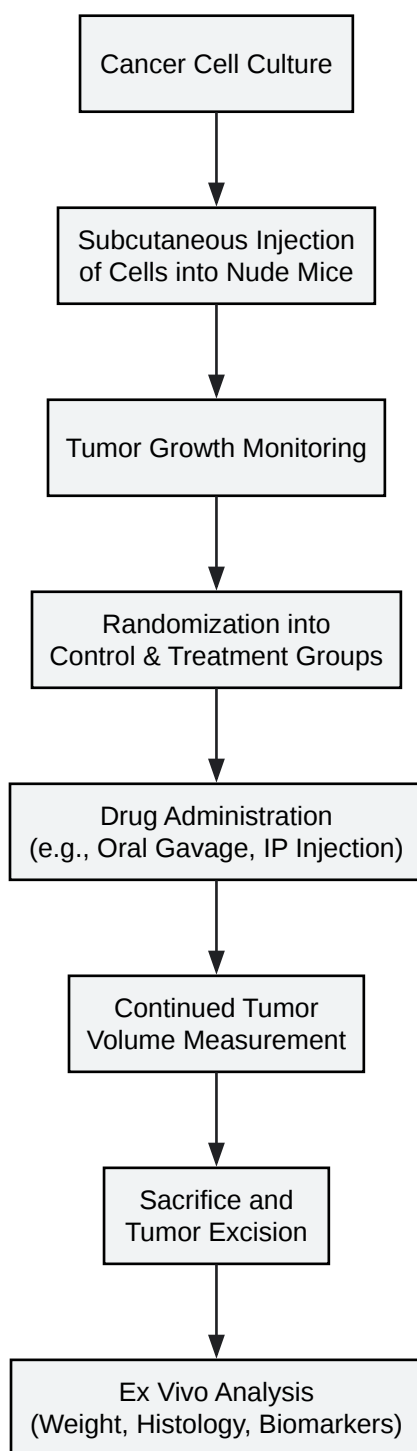 Cancer Cell Culture
Subcutaneous Injection
of Cells into Nude Mice
Tumor Growth Monitoring
Randomization into
Control & Treatment Groups
Drug Administration
(e.g., Oral Gavage, IP Injection)
Continued Tumor
Volume Measurement
Sacrifice and
Tumor Excision
Ex Vivo Analysis
(Weight, Histology, Biomarkers)